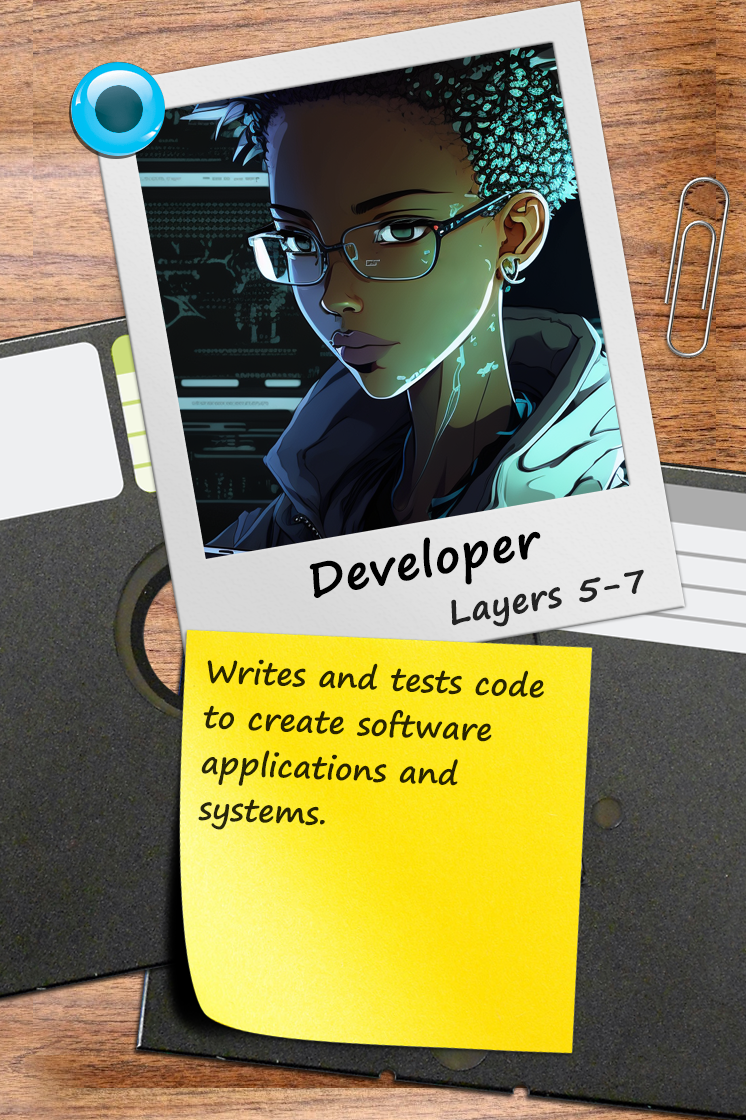 Developer
Layers 5-7
Writes and tests code
to create software
applications and
systems.